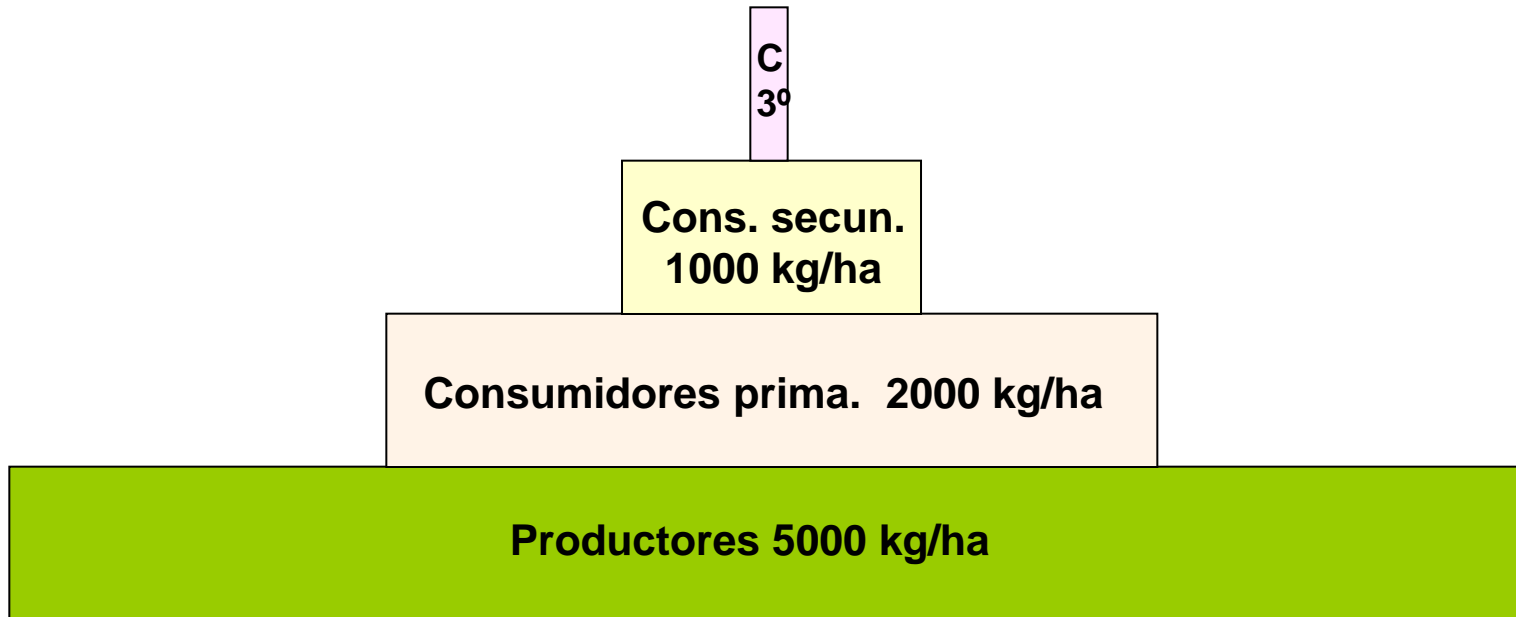 C
3º
Cons. secun.
1000 kg/ha
Consumidores prima. 2000 kg/ha
Productores 5000 kg/ha